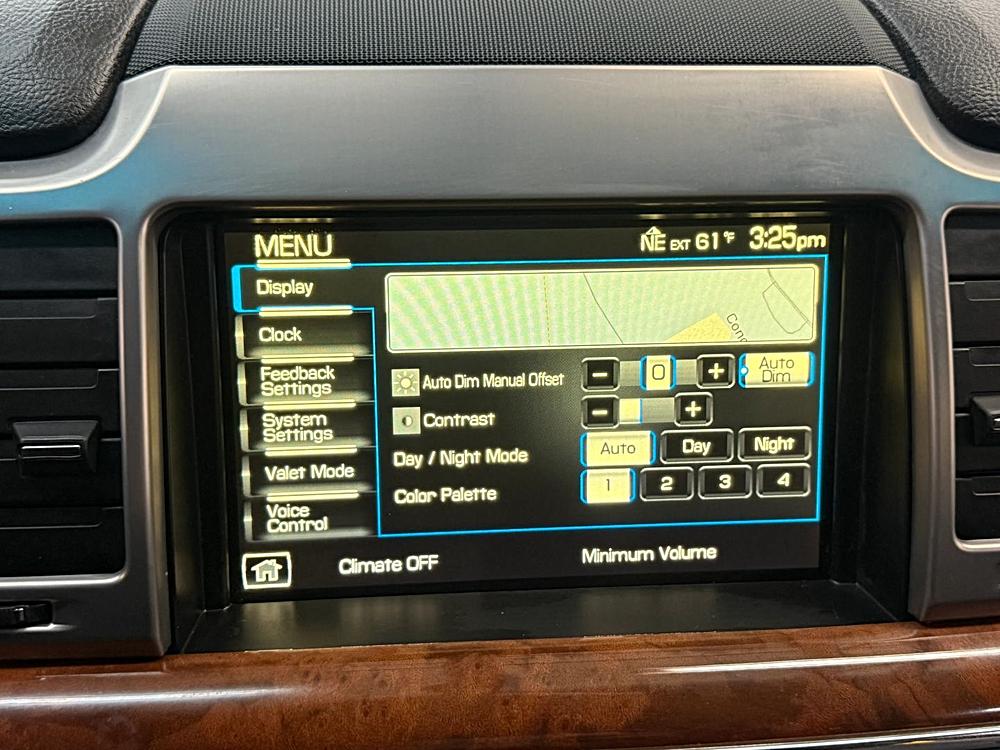 MENU
NE EXT 61°F 3:25pm
Display
Clock
Feedback
Settings
System
Settings
Valet Mode
Voice
Control
Conc
Auto Dim Manual Offset
- 0 +
Auto
Dim
Contrast
- +
Day / Night Mode
Auto Day Night
Color Palette
1 2 3 4
Climate OFF
Minimum Volume